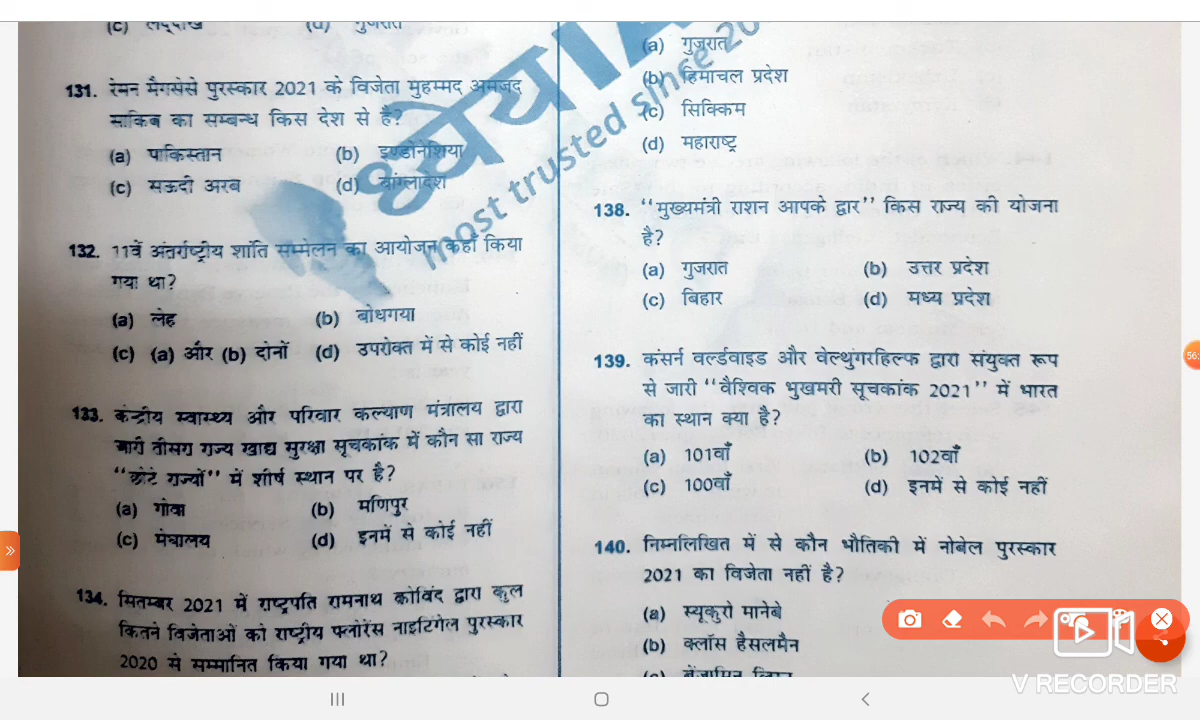 (c) लद्दाख (d) गुजरात
131. रेमन मैगसेसे पुरस्कार 2021 के विजेता मुहम्मद अमजद
साकिब का सम्बन्ध किस देश से है?
(a) पाकिस्तान (b) इण्डोनेशिया
(c) सऊदी अरब (d) बांग्लादेश
132. 11वें अंतर्राष्ट्रीय शांति सम्मेलन का आयोजन कहाँ किया
गया था?
(a) लेह (b) बोधगया
(c) (a) और (b) दोनों (d) उपरोक्त में से कोई नहीं
133. केन्द्रीय स्वास्थ्य और परिवार कल्याण मंत्रालय द्वारा
जारी तीसरा राज्य खाद्य सुरक्षा सूचकांक में कौन सा राज्य
“छोटे राज्यों” में शीर्ष स्थान पर है?
(a) गोवा (b) मणिपुर
(c) मेघालय (d) इनमें से कोई नहीं
134. सितम्बर 2021 में राष्ट्रपति रामनाथ कोविंद द्वारा कुल
कितने विजेताओं को राष्ट्रीय फ्लोरेंस नाइटिंगेल पुरस्कार
2020 से सम्मानित किया गया था?
ध्येय
most trusted since 20
(a) गुजरात
(b) हिमाचल प्रदेश
(c) सिक्किम
(d) महाराष्ट्र
138. “मुख्यमंत्री राशन आपके द्वार” किस राज्य की योजना
है?
(a) गुजरात (b) उत्तर प्रदेश
(c) बिहार (d) मध्य प्रदेश
139. कंसर्न वर्ल्डवाइड और वेल्थुंगरहिल्फ द्वारा संयुक्त रूप
से जारी “वैश्विक भुखमरी सूचकांक 2021” में भारत
का स्थान क्या है?
(a) 101वाँ (b) 102वाँ
(c) 100वाँ (d) इनमें से कोई नहीं
140. निम्नलिखित में से कौन भौतिकी में नोबेल पुरस्कार
2021 का विजेता नहीं है?
(a) स्यूकुरो मानेबे
(b) क्लॉस हैसलमैन
(c) बेंजामिन लिस्ट
56:
V RECORDER